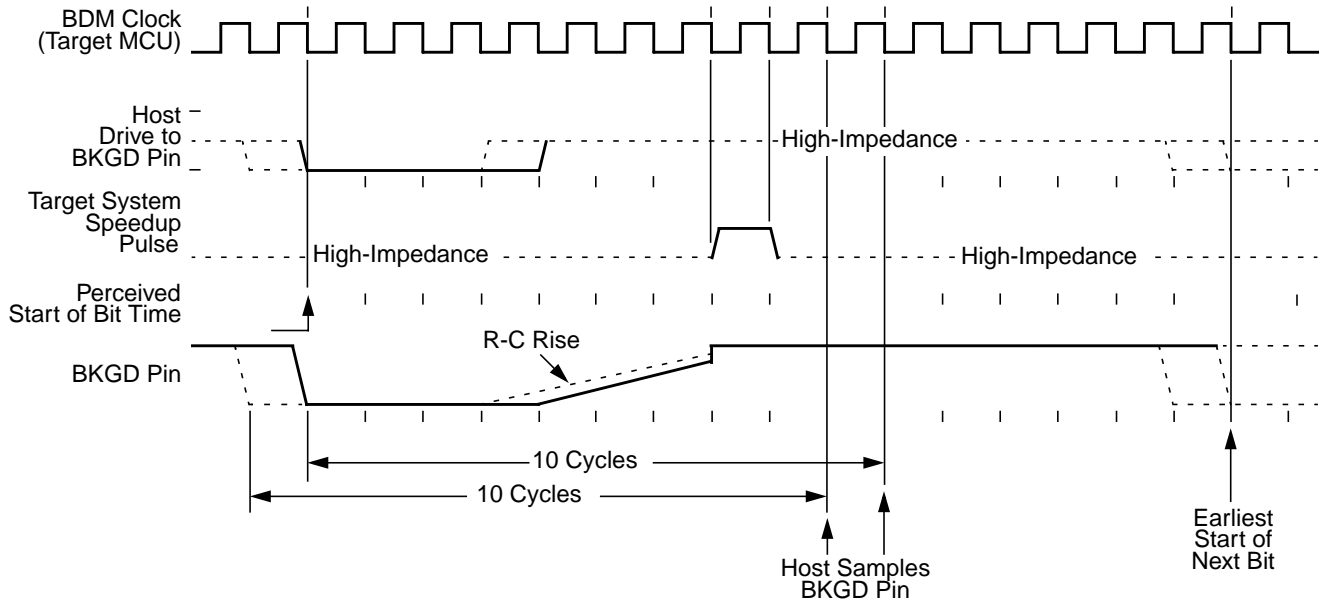 BDM Clock
(Target MCU)
Host
Drive to
BKGD Pin
High-Impedance
Target System
Speedup
Pulse
High-Impedance
High-Impedance
Perceived
Start of Bit Time
R-C Rise
BKGD Pin
10 Cycles
10 Cycles
Earliest
Start of
Next Bit
Host Samples
BKGD Pin